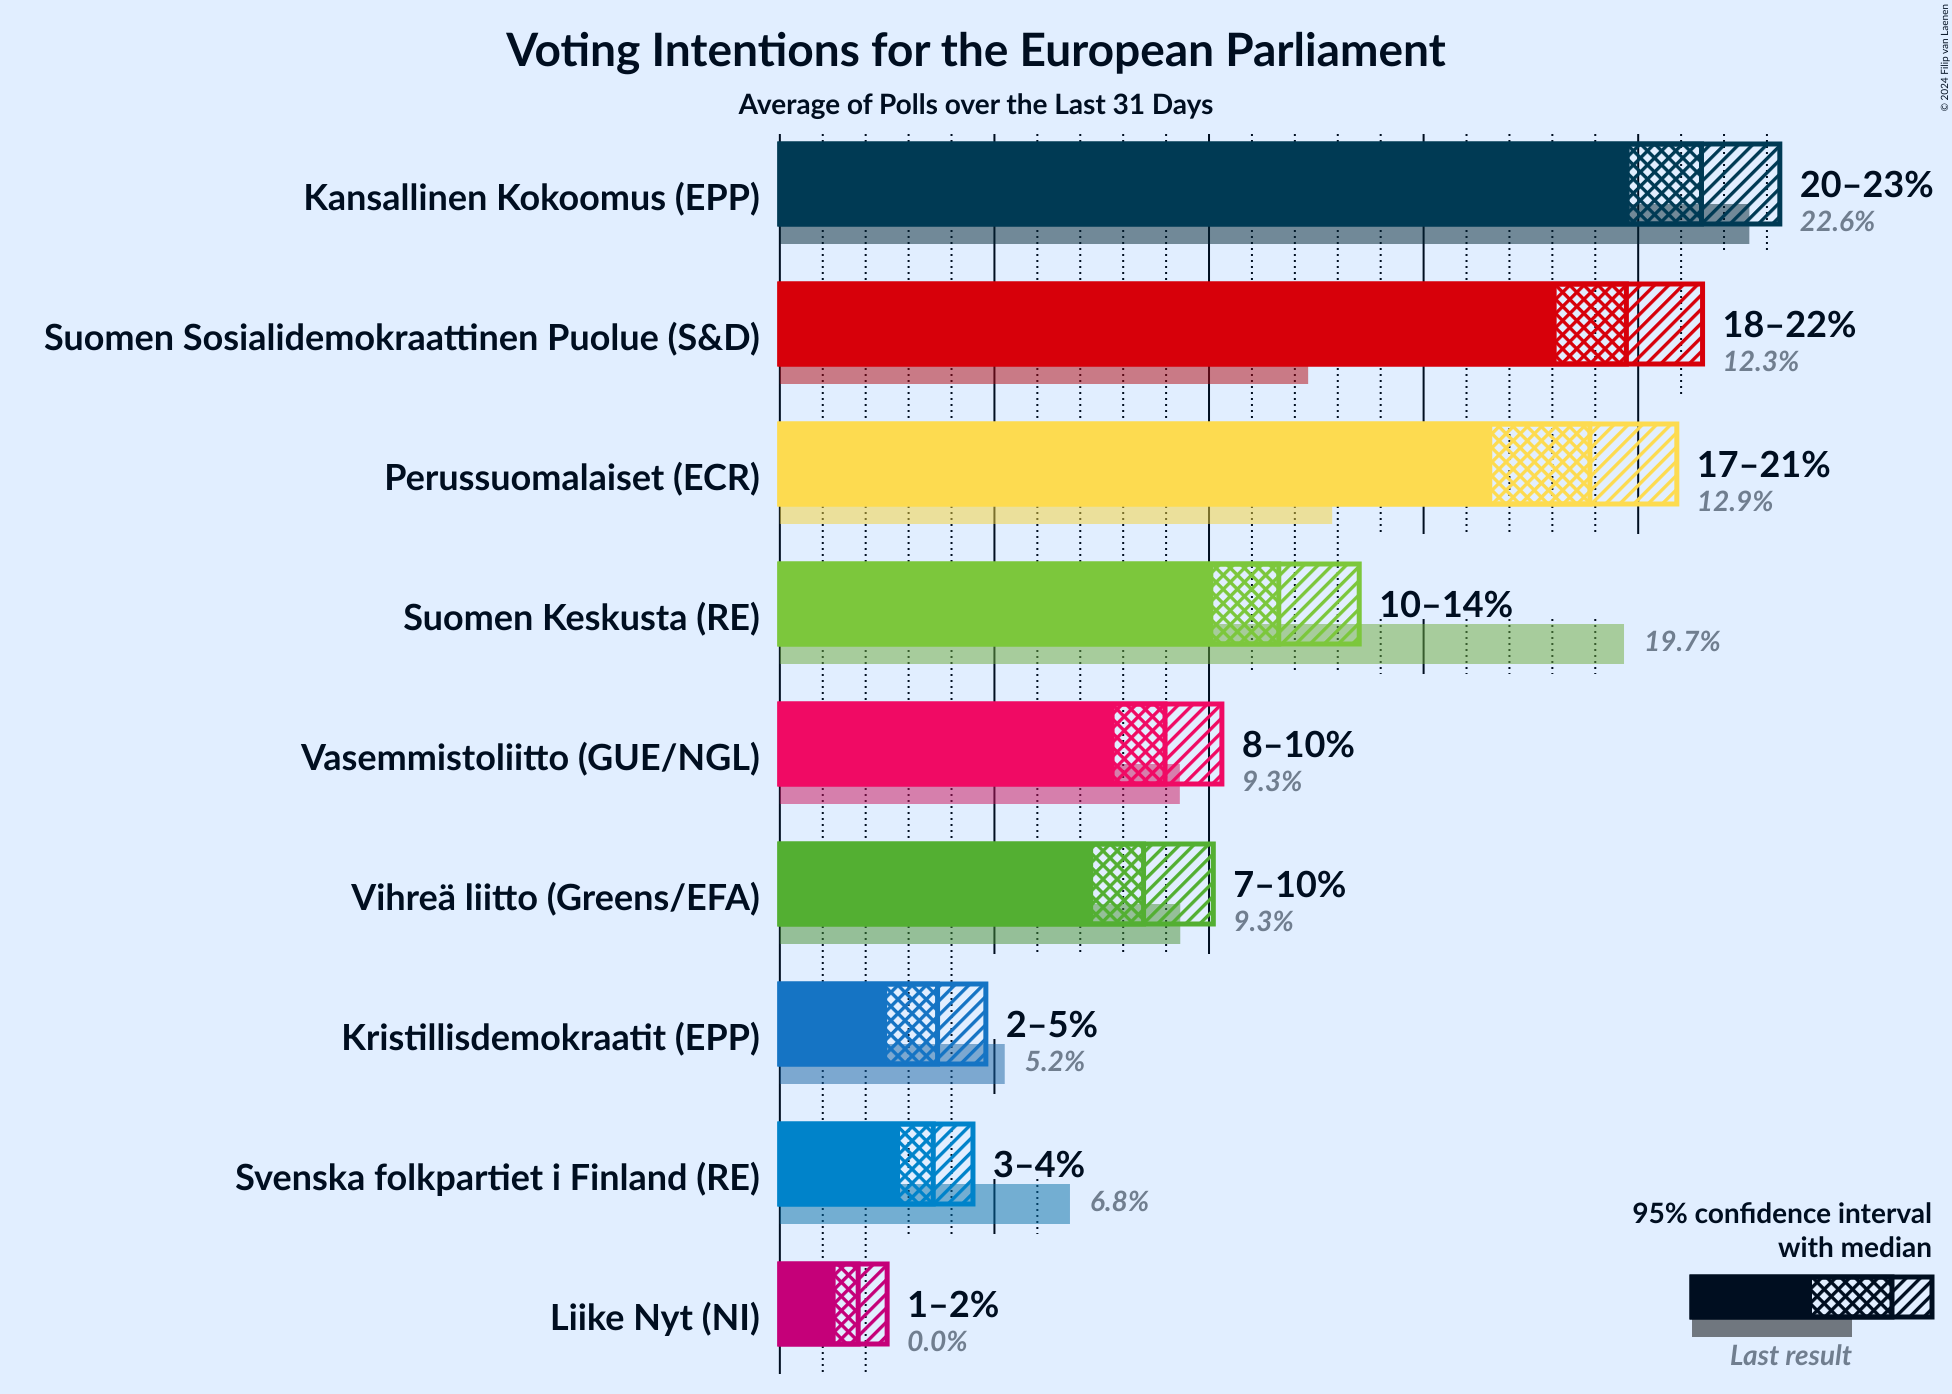 Voting Intentions for the European Parliament
Average of Polls over the Last 31 Days
© 2024 Filip van Laenen
Kansallinen Kokoomus (EPP)
20–23%
22.6%
Suomen Sosialidemokraattinen Puolue (S&D)
18–22%
12.3%
Perussuomalaiset (ECR)
17–21%
12.9%
Suomen Keskusta (RE)
10–14%
19.7%
Vasemmistoliitto (GUE/NGL)
8–10%
9.3%
Vihreä liitto (Greens/EFA)
7–10%
9.3%
Kristillisdemokraatit (EPP)
2–5%
5.2%
Svenska folkpartiet i Finland (RE)
3–4%
6.8%
Liike Nyt (NI)
1–2%
0.0%
95% confidence interval
with median
Last result